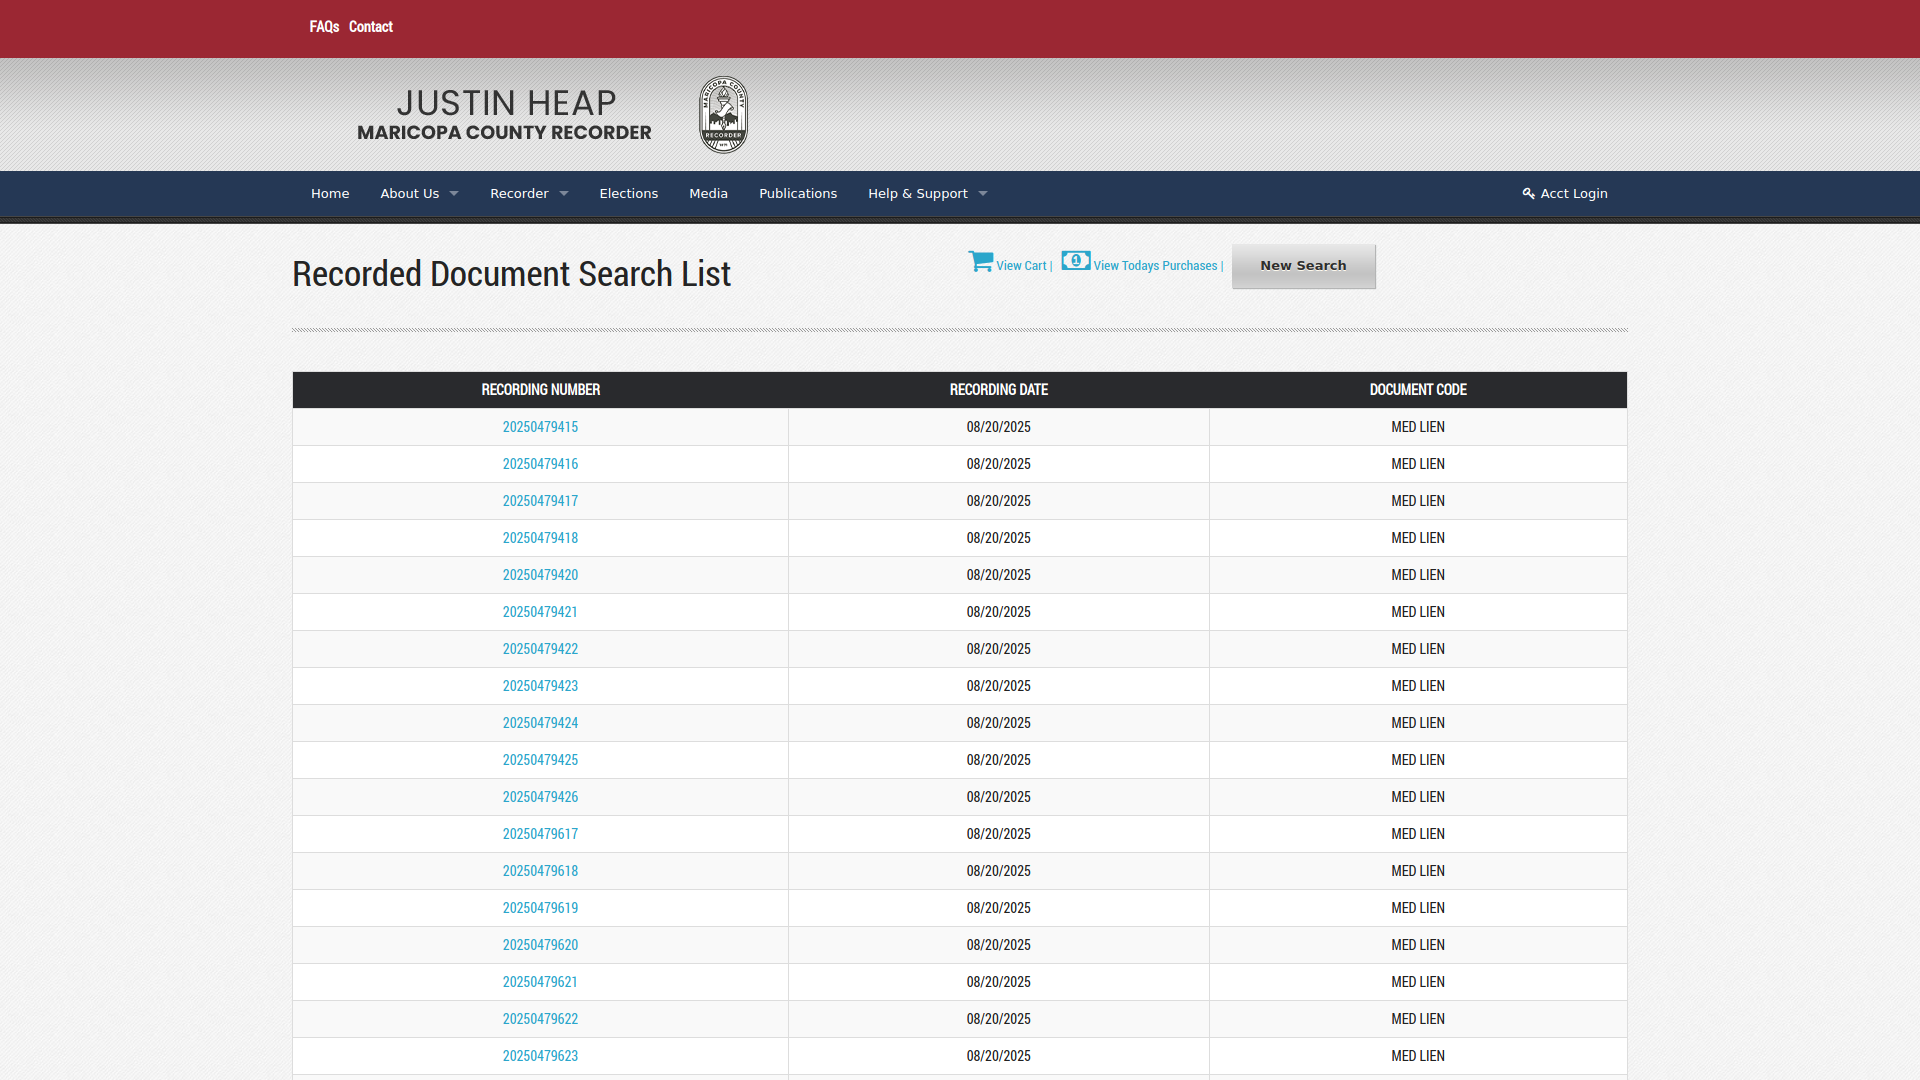 FAQs Contact
JUSTIN HEAP
MARICOPA COUNTY RECORDER
MARICOPA COUNTY
RECORDER
Home About Us Recorder Elections Media Publications Help & Support Acct Login
Recorded Document Search List
View Cart | View Todays Purchases | New Search
RECORDING NUMBER RECORDING DATE DOCUMENT CODE
20250479415 08/20/2025 MED LIEN
20250479416 08/20/2025 MED LIEN
20250479417 08/20/2025 MED LIEN
20250479418 08/20/2025 MED LIEN
20250479420 08/20/2025 MED LIEN
20250479421 08/20/2025 MED LIEN
20250479422 08/20/2025 MED LIEN
20250479423 08/20/2025 MED LIEN
20250479424 08/20/2025 MED LIEN
20250479425 08/20/2025 MED LIEN
20250479426 08/20/2025 MED LIEN
20250479617 08/20/2025 MED LIEN
20250479618 08/20/2025 MED LIEN
20250479619 08/20/2025 MED LIEN
20250479620 08/20/2025 MED LIEN
20250479621 08/20/2025 MED LIEN
20250479622 08/20/2025 MED LIEN
20250479623 08/20/2025 MED LIEN